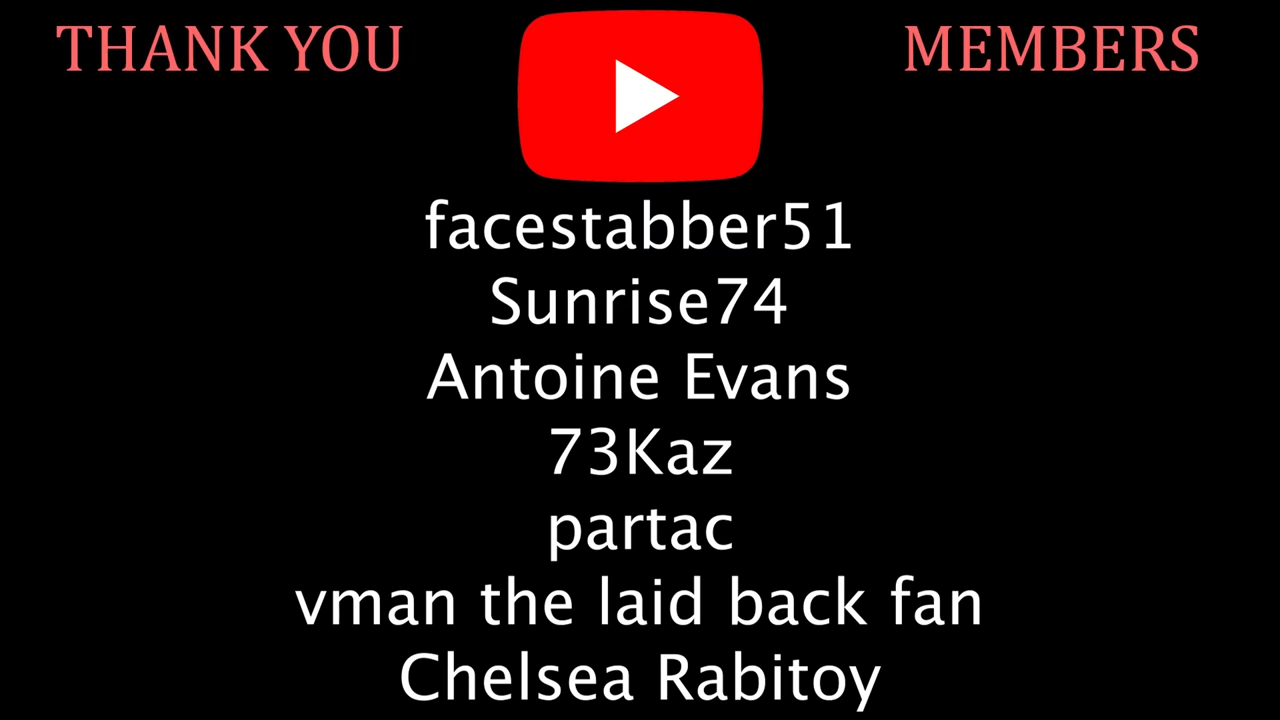 THANK YOU MEMBERS
facestabber51
Sunrise74
Antoine Evans
73Kaz
partac
vman the laid back fan
Chelsea Rabitoy